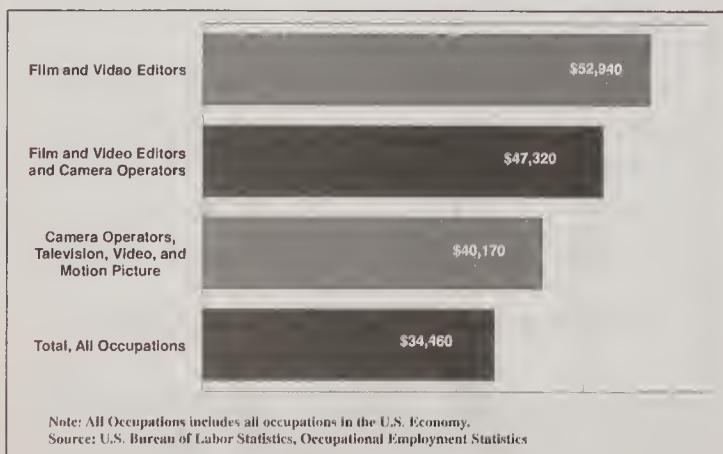 Film and Vidao Editors
$52,940
Film and Video Editors
and Camera Operators
$47,320
Camera Operators,
Talevision, Video, and
Motion Picture
$40,170
Total, All Occupations
$34,460
Note: All Occupations includes all occupations in the U.S. Economy.
Source: U.S. Bureau of Labor Statistics, Occupational Employment Statistics